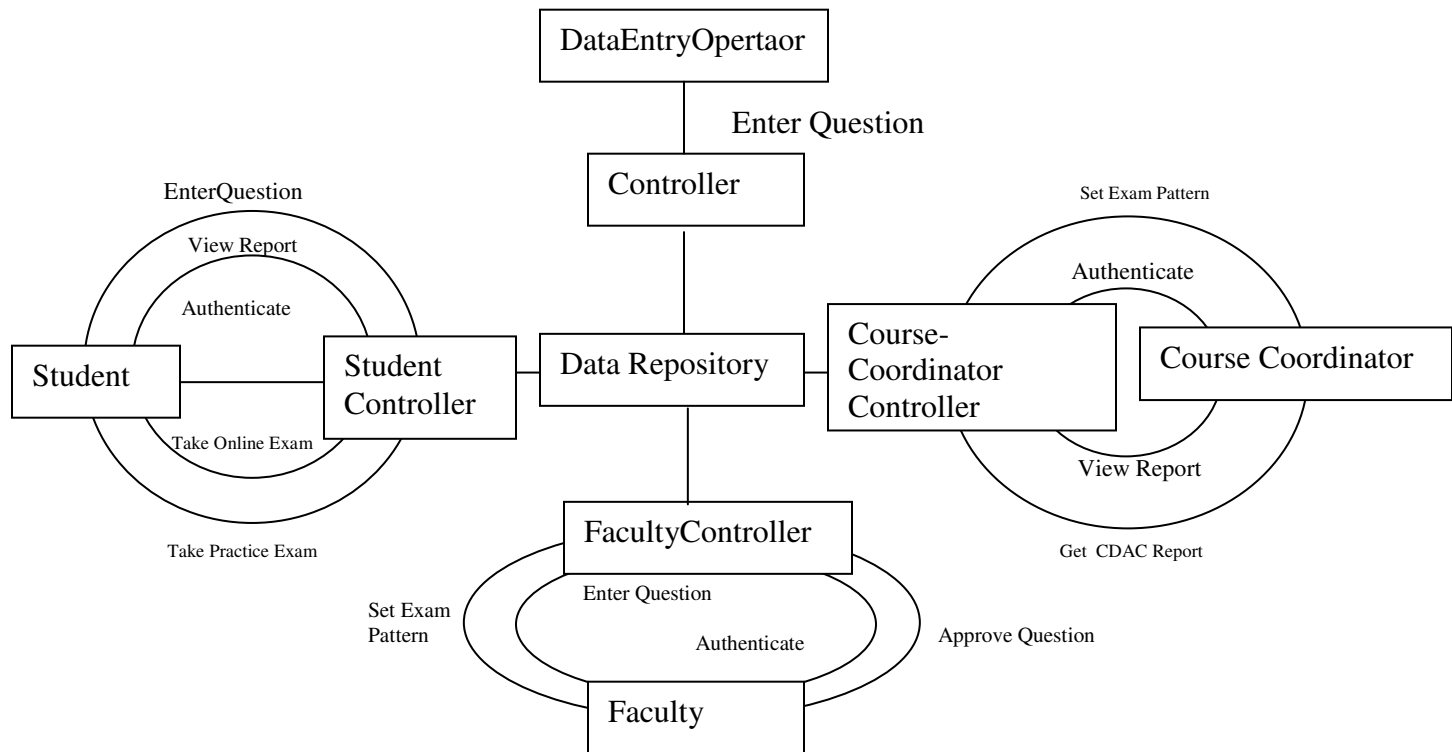 DataEntryOpertaor
Enter Question
Controller
EnterQuestion
View Report
Authenticate
Student
Student
Controller
Take Online Exam
Take Practice Exam
Data Repository
Set Exam Pattern
Authenticate
Course-
Coordinator
Controller
Course Coordinator
View Report
Get CDAC Report
FacultyController
Enter Question
Set Exam
Pattern
Authenticate
Approve Question
Faculty